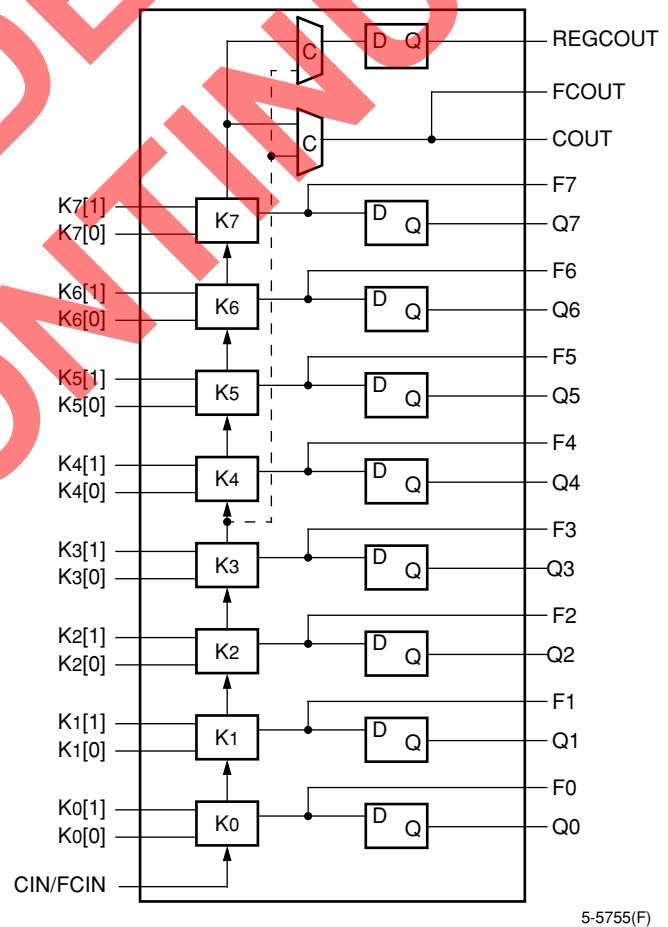 REGCOUT
D Q
C
FCOUT
COUT
C
F7
K7[1]
K7[0]
K7
D
Q
Q7
F6
K6[1]
K6[0]
K6
D
Q
Q6
F5
K5[1]
K5[0]
K5
D
Q
Q5
F4
K4[1]
K4[0]
K4
D
Q
Q4
F3
K3[1]
K3[0]
K3
D
Q
Q3
F2
K2[1]
K2[0]
K2
D
Q
Q2
F1
K1[1]
K1[0]
K1
D
Q
Q1
F0
K0[1]
K0[0]
K0
D
Q
Q0
CIN/FCIN
5-5755(F)
DE
ONTINU